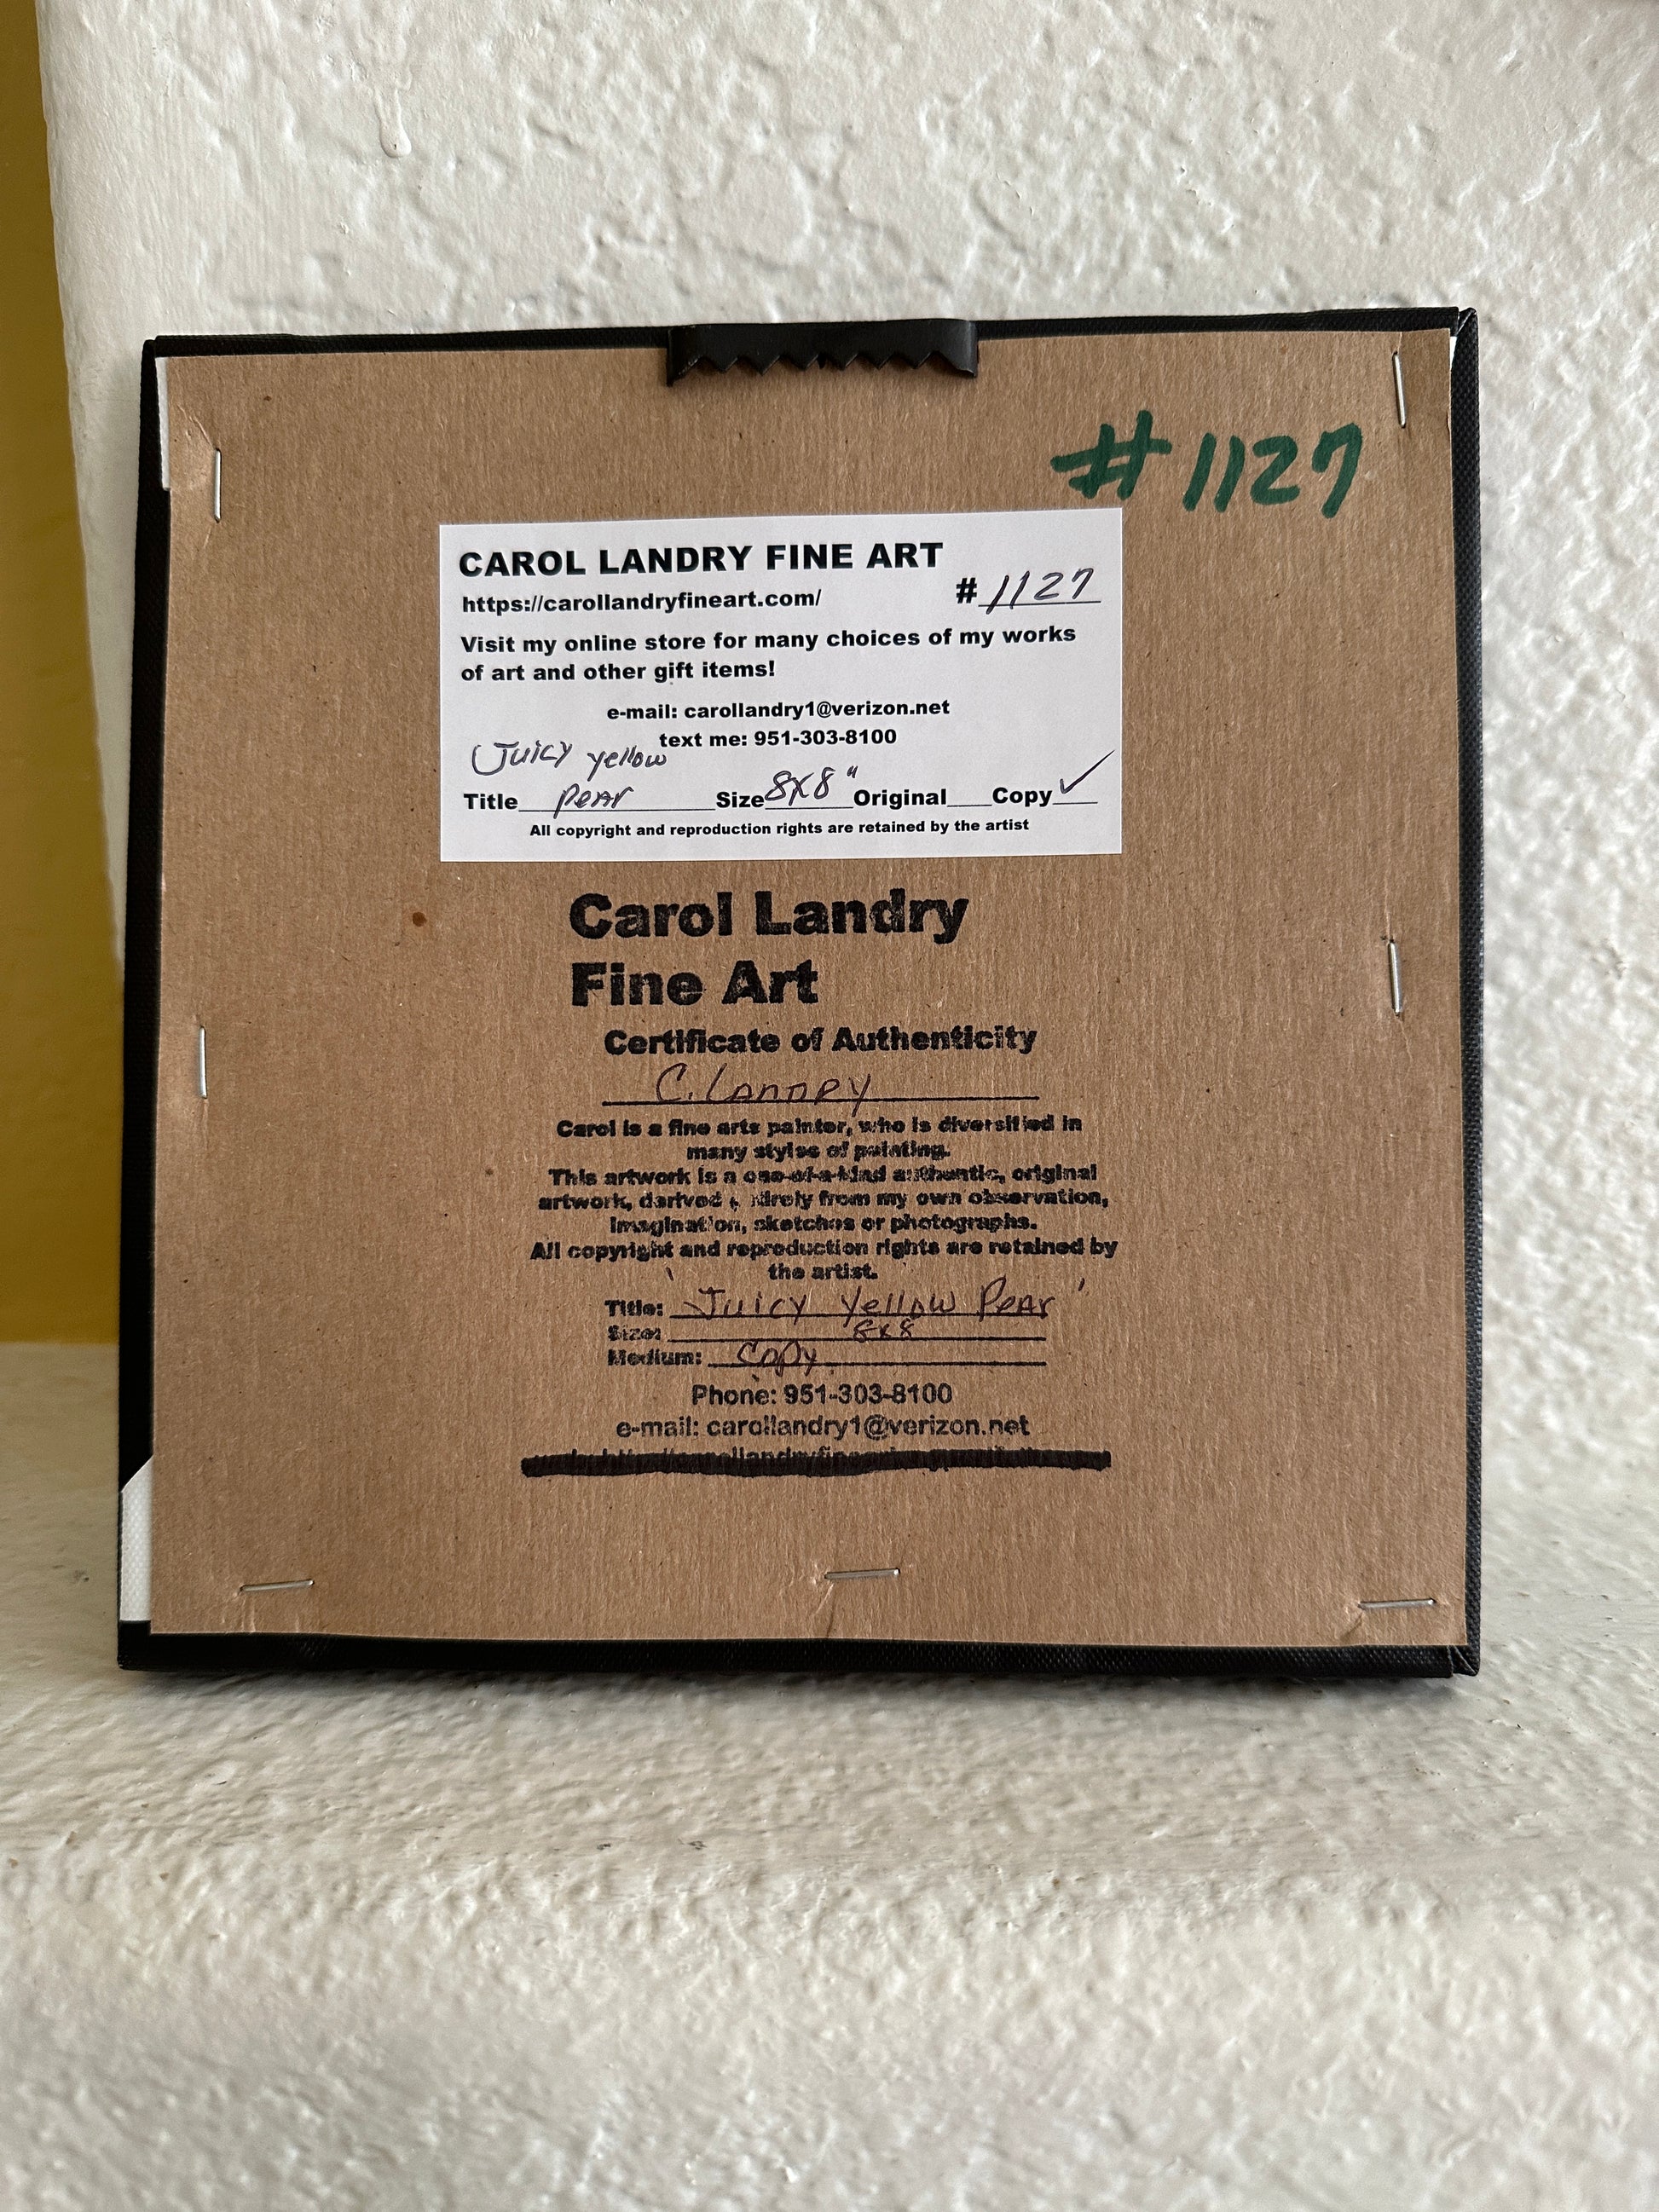 #1127
CAROL LANDRY FINE ART
https://carollandryfineart.com/ # 1127
Visit my online store for many choices of my works
of art and other gift items!
e-mail: carollandry1@verizon.net
text me: 951-303-8100
Juicy yellow
Title Pear Size 8x8" Original Copy ✓
All copyright and reproduction rights are retained by the artist
Carol Landry
Fine Art
Certificate of Authenticity
C. Landry
Carol is a fine arts painter, who is diversified in
many styles of painting.
This artwork is a one-of-a-kind authentic, original
artwork, derived from my own observation,
imagination, sketches or photographs.
All copyright and reproduction rights are retained by
the artist.
Title: 'Juicy Yellow Pear'
Size: 8x8
Medium: Copy
Phone: 951-303-8100
e-mail: carollandry1@verizon.net